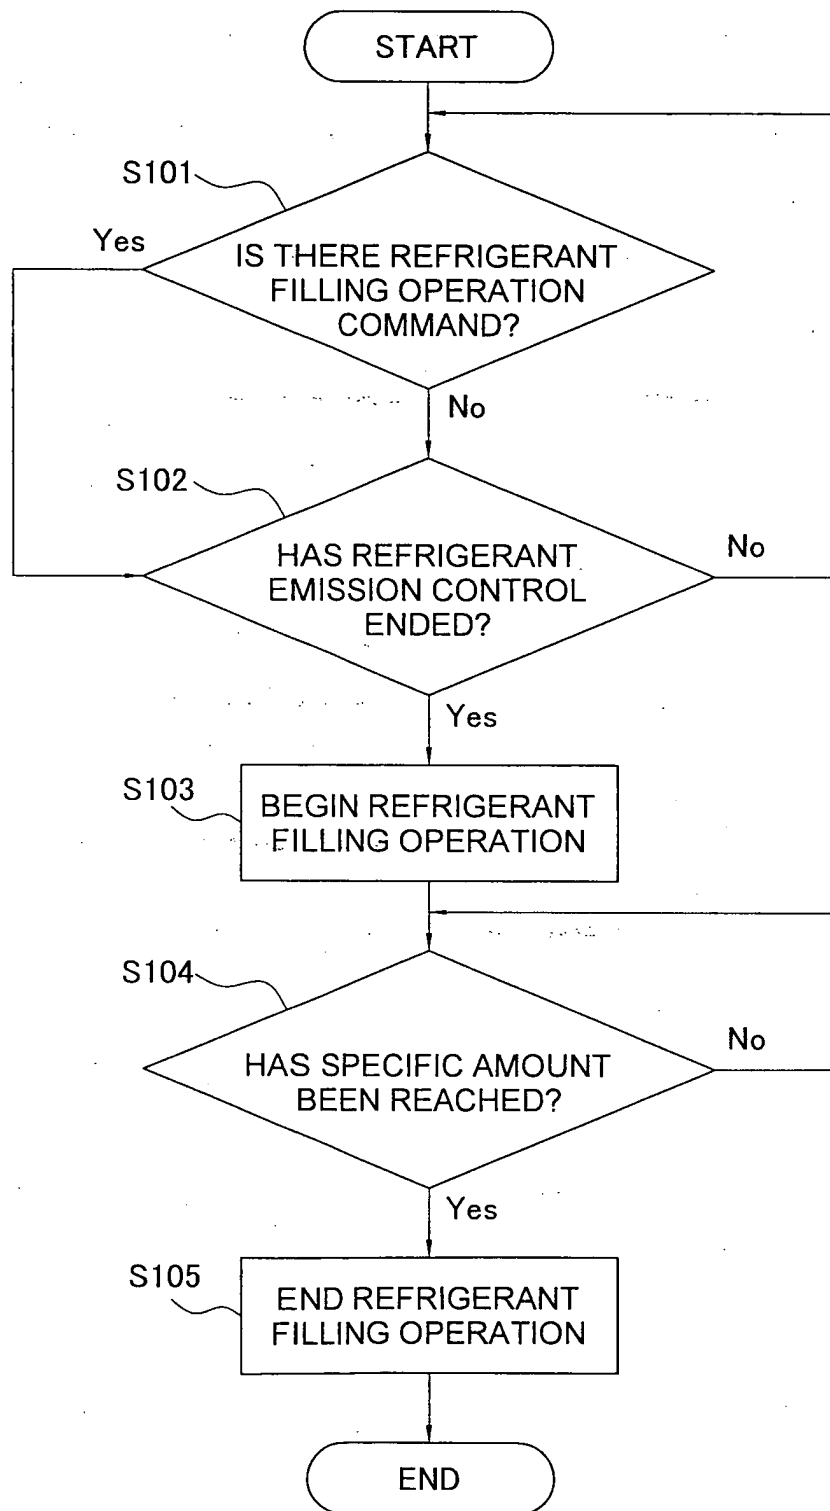 START
S101
Yes
IS THERE REFRIGERANT
FILLING OPERATION
COMMAND?
No
S102
HAS REFRIGERANT
EMISSION CONTROL
ENDED?
No
Yes
S103
BEGIN REFRIGERANT
FILLING OPERATION
S104
HAS SPECIFIC AMOUNT
BEEN REACHED?
No
Yes
S105
END REFRIGERANT
FILLING OPERATION
END